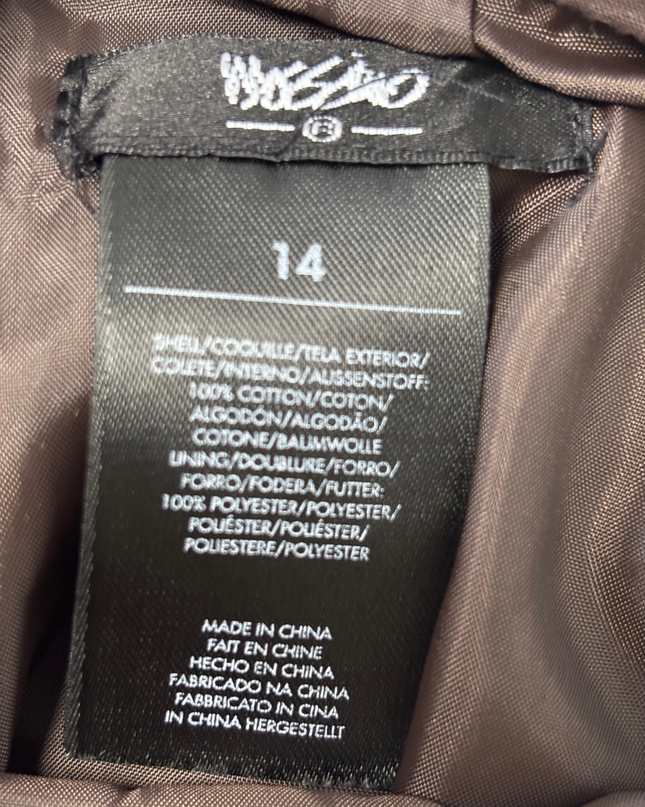 Mossimo
®
14
SHELL/COQUILLE/TELA EXTERIOR/
COLETE/INTERNO/AUSSENSTOFF:
100% COTTON/COTON/
ALGODÓN/ALGODÃO/
COTONE/BAUMWOLLE
LINING/DOUBLURE/FORRO/
FORRO/FODERA/FUTTER:
100% POLYESTER/POLYESTER/
POLIÉSTER/POLIÉSTER/
POLIESTERE/POLYESTER
MADE IN CHINA
FAIT EN CHINE
HECHO EN CHINA
FABRICADO NA CHINA
FABBRICATO IN CINA
IN CHINA HERGESTELLT